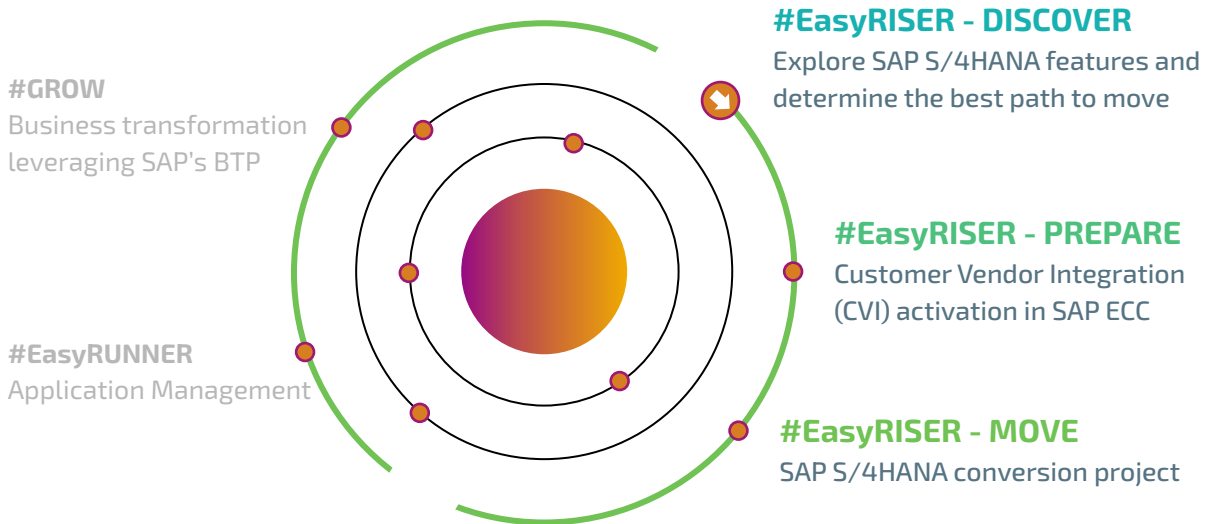 #EasyRISER - DISCOVER
Explore SAP S/4HANA features and
determine the best path to move
#EasyRISER - PREPARE
Customer Vendor Integration
(CVI) activation in SAP ECC
#EasyRISER - MOVE
SAP S/4HANA conversion project
#EasyRUNNER
Application Management
#GROW
Business transformation
leveraging SAP's BTP